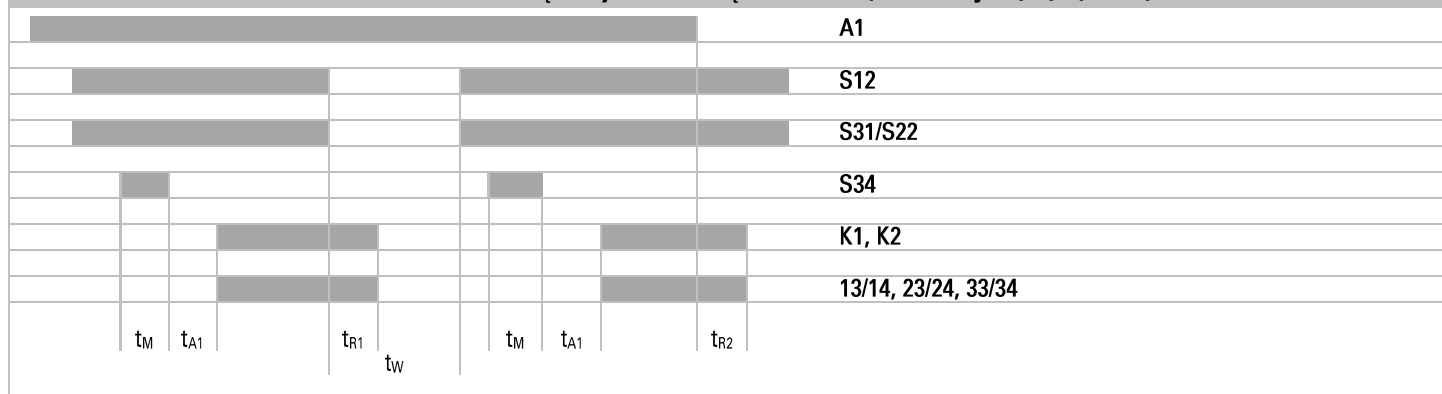 A1
S12
S31/S22
S34
K1, K2
13/14, 23/24, 33/34
tM tA1 tR1 tM tA1 tR2
tW